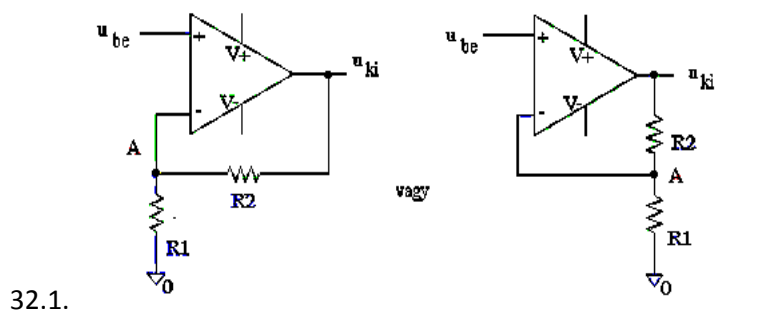 u be
+
V+
u ki
V-
-
A
R2
R1
0
vagy
u be
+
V+
u ki
V-
-
R2
A
R1
0
32.1.